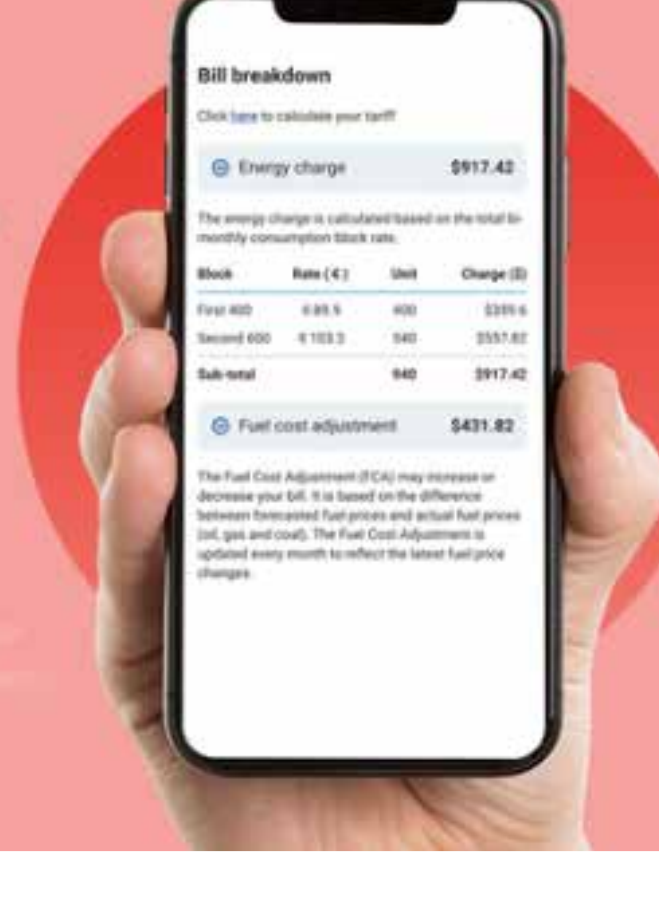 Bill breakdown
Click here to calculate your tariff
Energy charge $917.42
The energy charge is calculated based on the total bi-
monthly consumption block rate.
Block Rate (¢) Unit Charge ($)
First 400 400
Second 600 540 $557.82
Sub-total 940 $917.42
Fuel cost adjustment $431.82
The Fuel Cost Adjustment (FCA) may increase or
decrease your bill. It is based on the difference
between forecasted fuel prices and actual fuel prices
(oil, gas and coal). The Fuel Cost Adjustment is
updated every month to reflect the latest fuel price
changes.